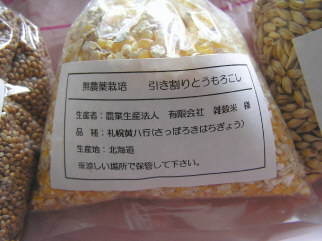 無農薬栽培　引き割りとうもろこし
生産者：農業生産法人　有限会社　雑穀米　様
品　種：札幌黄八行(さっぽろきはちぎょう)
生産地：北海道
※涼しい場所で保管して下さい。